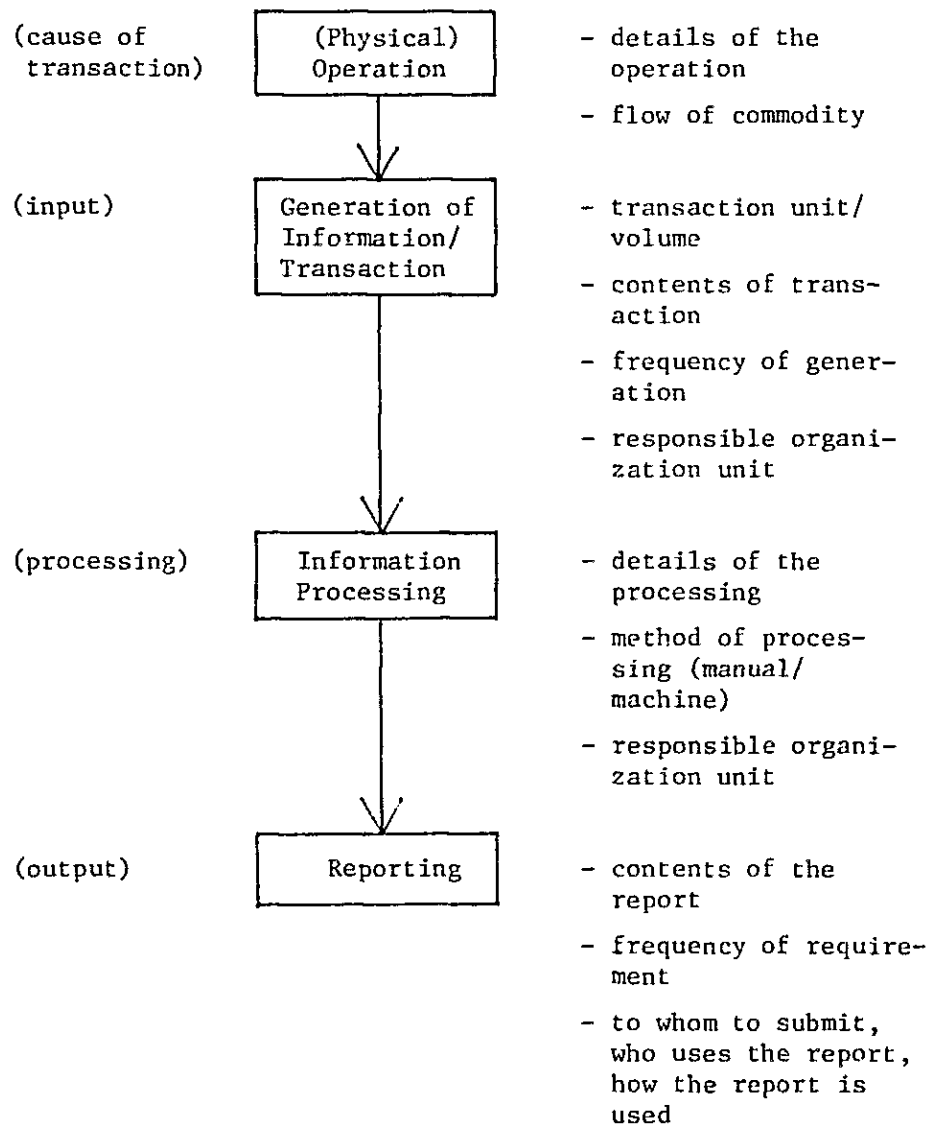 (cause of
transaction)
(Physical)
Operation
- details of the
operation
- flow of commodity
(input)
Generation of
Information/
Transaction
- transaction unit/
volume
- contents of trans-
action
- frequency of gener-
ation
- responsible organi-
zation unit
(processing)
Information
Processing
- details of the
processing
- method of proces-
sing (manual/
machine)
- responsible organi-
zation unit
(output)
Reporting
- contents of the
report
- frequency of require-
ment
- to whom to submit,
who uses the report,
how the report is
used